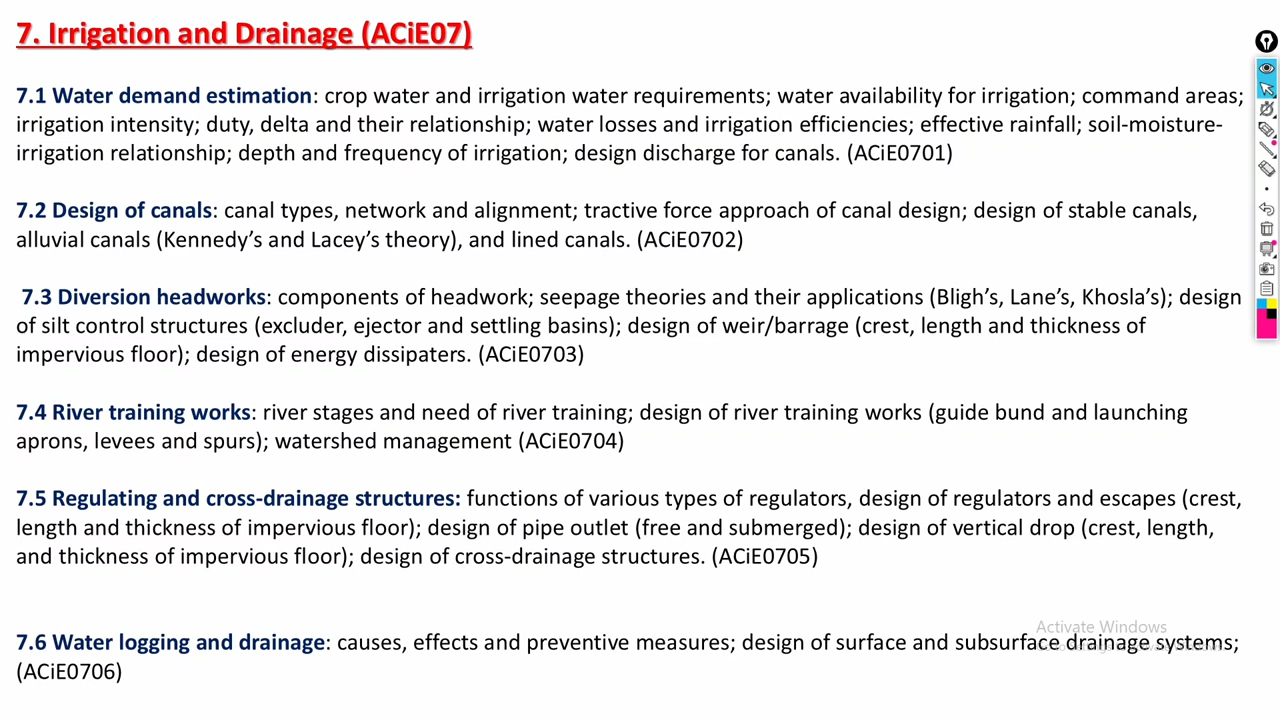 7. Irrigation and Drainage (ACiE07)
7.1 Water demand estimation: crop water and irrigation water requirements; water availability for irrigation; command areas;
irrigation intensity; duty, delta and their relationship; water losses and irrigation efficiencies; effective rainfall; soil-moisture-
irrigation relationship; depth and frequency of irrigation; design discharge for canals. (ACiE0701)
7.2 Design of canals: canal types, network and alignment; tractive force approach of canal design; design of stable canals,
alluvial canals (Kennedy’s and Lacey’s theory), and lined canals. (ACiE0702)
7.3 Diversion headworks: components of headwork; seepage theories and their applications (Bligh’s, Lane’s, Khosla’s); design
of silt control structures (excluder, ejector and settling basins); design of weir/barrage (crest, length and thickness of
impervious floor); design of energy dissipaters. (ACiE0703)
7.4 River training works: river stages and need of river training; design of river training works (guide bund and launching
aprons, levees and spurs); watershed management (ACiE0704)
7.5 Regulating and cross-drainage structures: functions of various types of regulators, design of regulators and escapes (crest,
length and thickness of impervious floor); design of pipe outlet (free and submerged); design of vertical drop (crest, length,
and thickness of impervious floor); design of cross-drainage structures. (ACiE0705)
Activate Windows
7.6 Water logging and drainage: causes, effects and preventive measures; design of surface and subsurface drainage systems;
(ACiE0706)